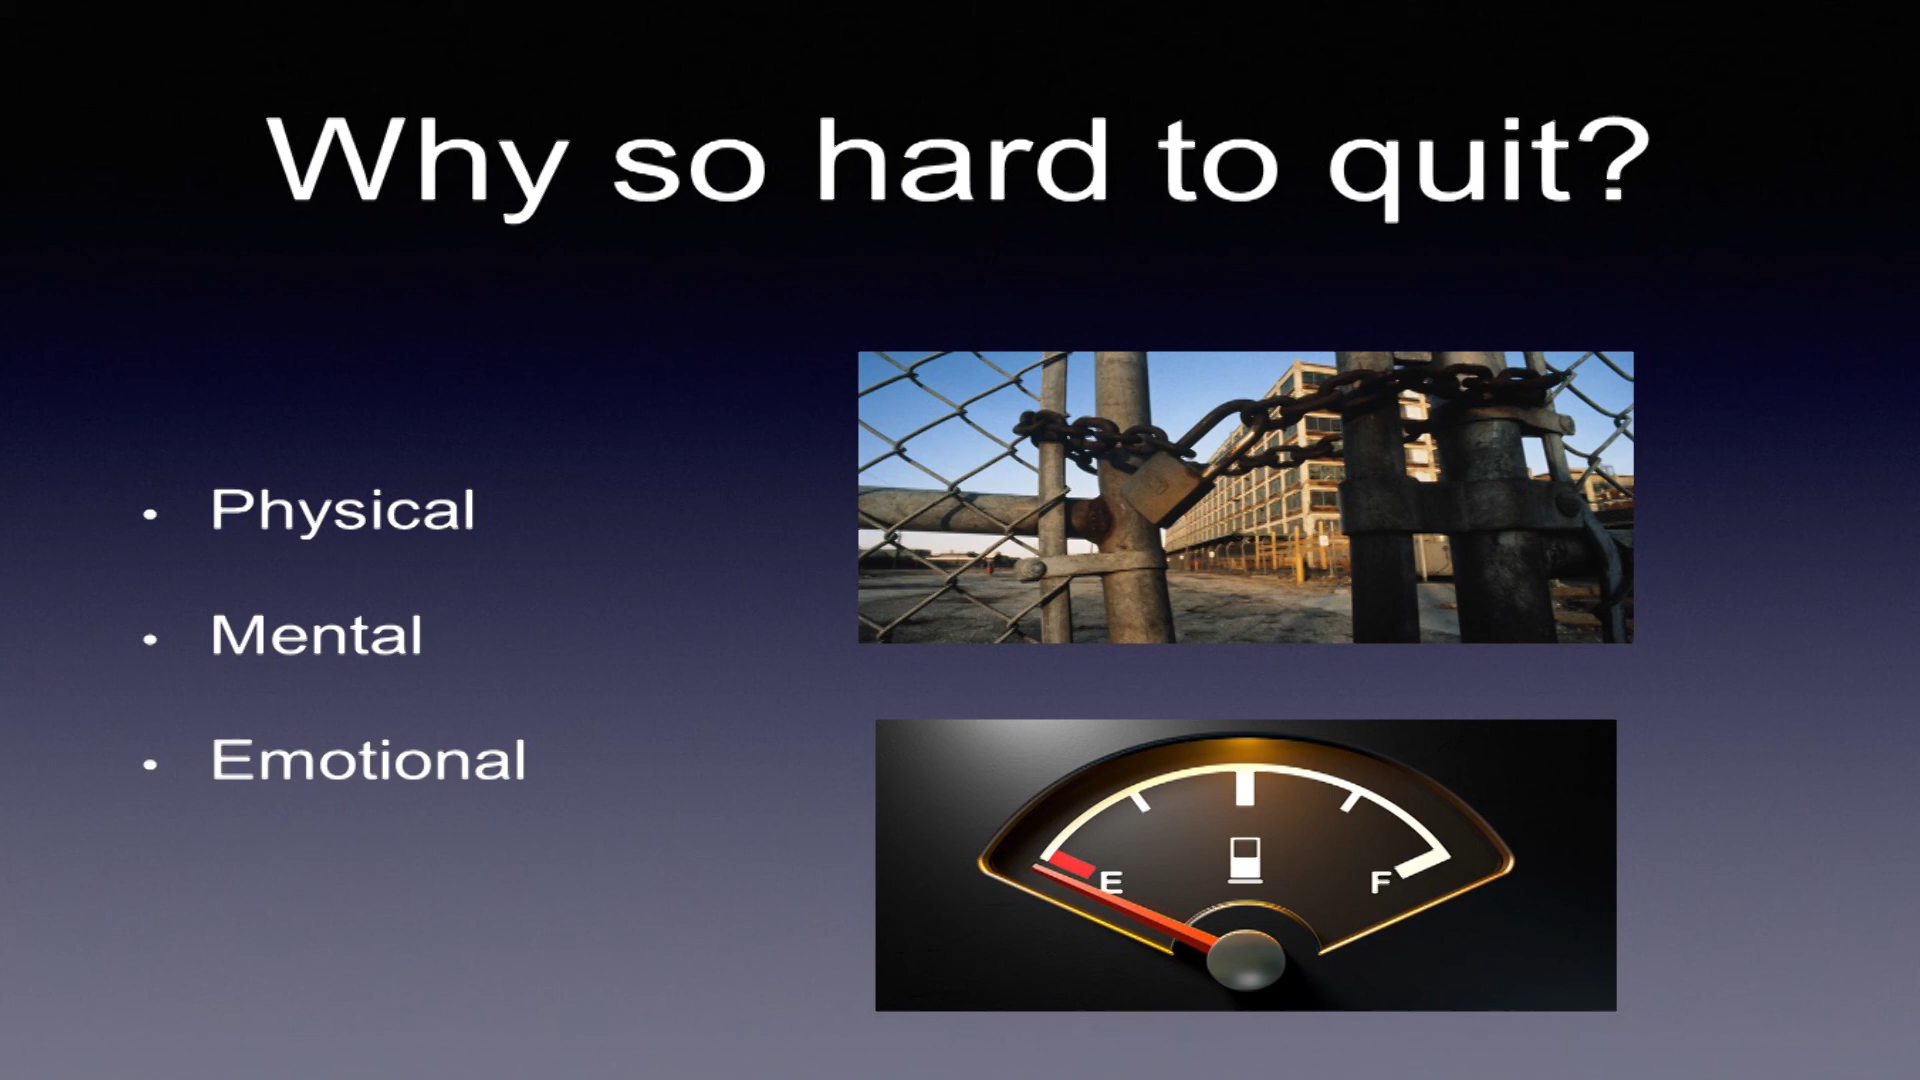 Why so hard to quit?
• Physical
• Mental
• Emotional
E
F